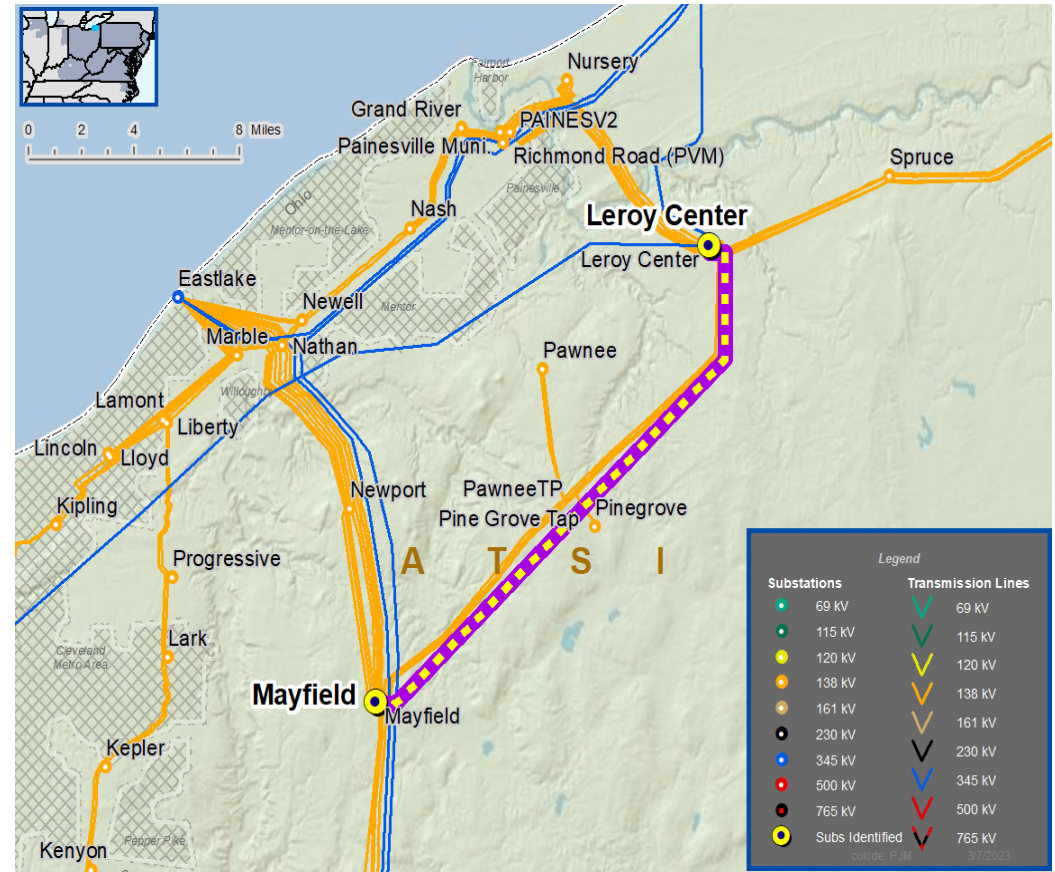 Nursery
Fairport
Harbor
Grand River
PAINESV2
Painesville Muni...
Richmond Road (PVM)
Spruce
0 2 4 8 Miles
Painesville
Ohio
Nash
Mentor-on-the-Lake
Leroy Center
Leroy Center
Eastlake
Newell
Mentor
Marble
Nathan
Pawnee
Willough
Lamont
Liberty
Lincoln
Lloyd
Newport
PawneeTP
Kipling
Pine Grove Tap
Pinegrove
A T S I
Progressive
Lark
Cleveland
Metro Area
Mayfield
Mayfield
Kepler
Pepper Pike
Kenyon
Legend
Substations
Transmission Lines
69 kV
69 kV
115 kV
115 kV
120 kV
120 kV
138 kV
138 kV
161 kV
161 kV
230 kV
230 kV
345 kV
345 kV
500 kV
500 kV
765 kV
765 kV
Subs Identified
colode; PJM 3/7/2023